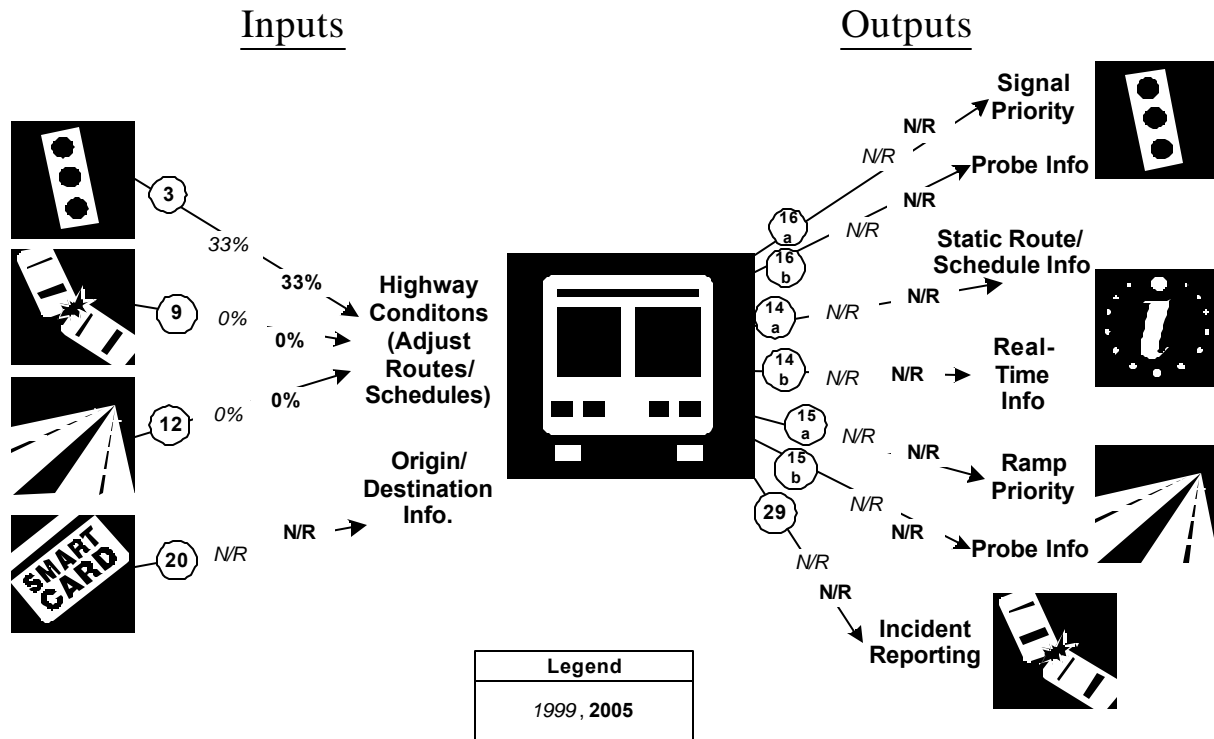 Inputs
Outputs
3
33%
33%
9
0%
0%
12
0%
0%
20
N/R
N/R
SMART
CARD
Highway
Conditons
(Adjust
Routes/
Schedules)
Origin/
Destination
Info.
16
a
N/R
N/R
Signal
Priority
16
b
N/R
N/R
Probe Info
14
a
N/R
N/R
Static Route/
Schedule Info
14
b
N/R
N/R
Real-
Time
Info
15
a
N/R
N/R
Ramp
Priority
15
b
N/R
N/R
Probe Info
29
N/R
N/R
Incident
Reporting
i
Legend
1999, 2005